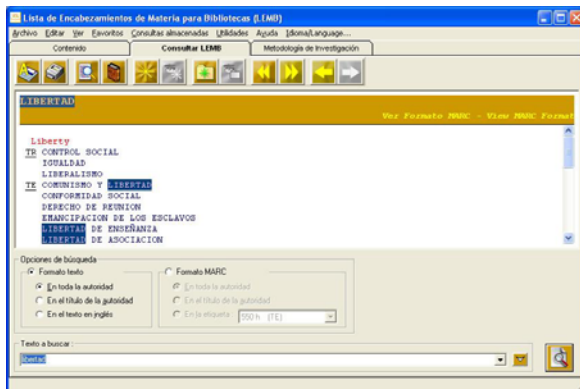 Lista de Encabezamientos de Materia para Bibliotecas (LEMB)
Archivo Editar Ver Favoritos Consultas almacenadas Utilidades Ayuda Idioma/Language...
Contenido Consultar LEMB Metodología de Investigación
LIBERTAD
Ver Formato MARC - View MARC Format
Liberty
TR CONTROL SOCIAL
IGUALDAD
LIBERALISMO
TE COMUNISMO Y LIBERTAD
CONFORMIDAD SOCIAL
DERECHO DE REUNION
EMANCIPACION DE LOS ESCLAVOS
LIBERTAD DE ENSEÑANZA
LIBERTAD DE ASOCIACION
Opciones de búsqueda
Formato texto Formato MARC
En toda la autoridad En toda la autoridad
En el título de la autoridad En el título de la autoridad
En el texto en inglés En la etiqueta 550 h (TE)
Texto a buscar :
libertad